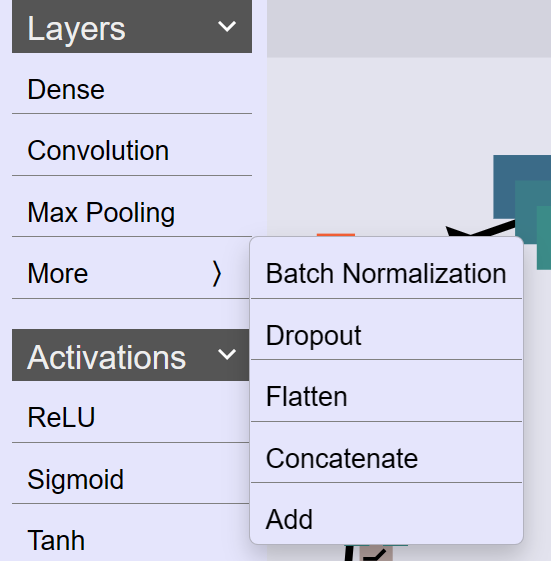 Layers
Dense
Convolution
Max Pooling
More
Batch Normalization
Dropout
Flatten
Concatenate
Add
Activations
ReLU
Sigmoid
Tanh